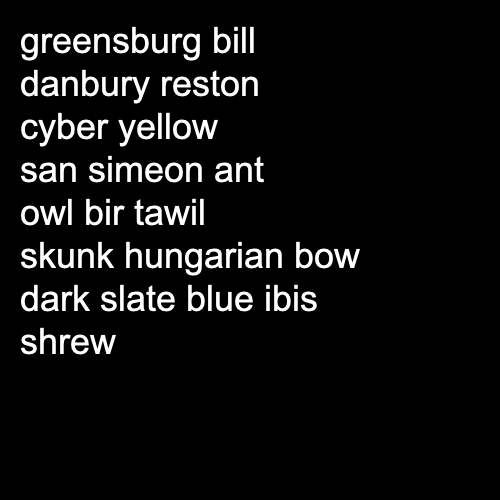 greensburg bill
danbury reston
cyber yellow
san simeon ant
owl bir tawil
skunk hungarian bow
dark slate blue ibis
shrew